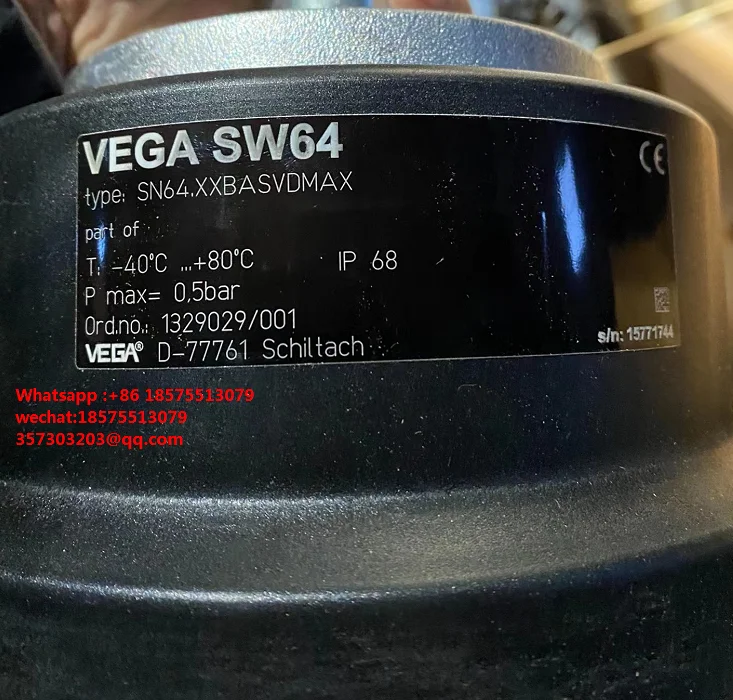 VEGA SW64
CE
type: SN64.XXBASVDMAX
part of
T: -40°C ...+80°C IP 68
P max= 0,5bar
Ord.no.: 1329029/001
s/n: 15771744
VEGA® D-77761 Schiltach
Whatsapp :+86 18575513079
wechat:18575513079
357303203@qq.com